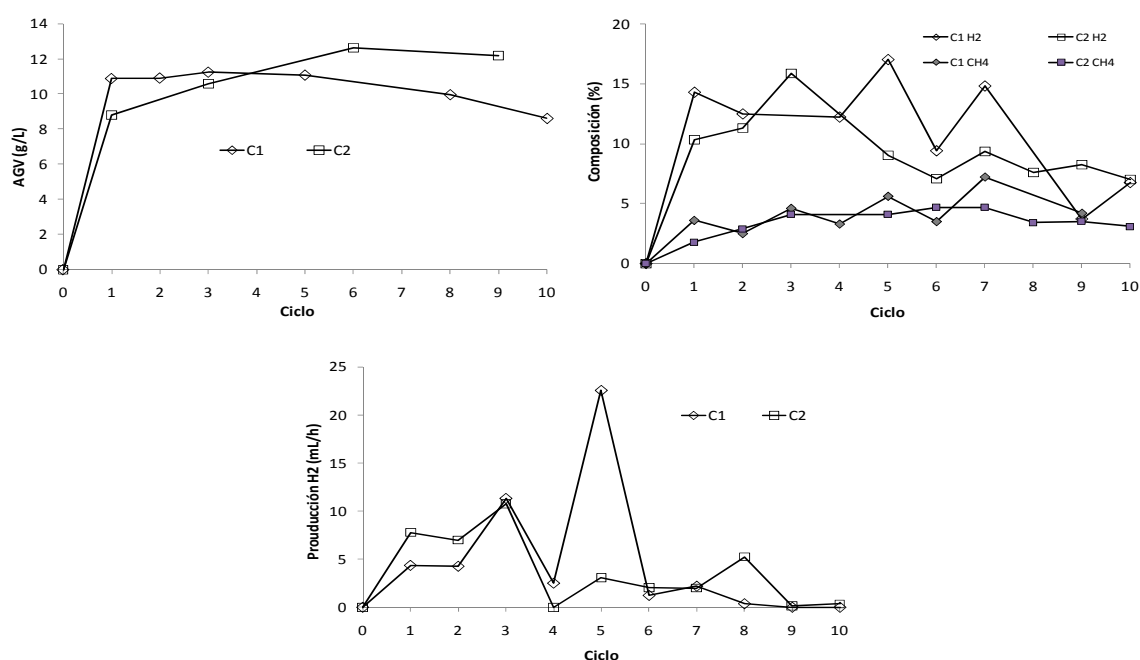 14
12
10
8
6
4
2
0
AGV (g/L)
C1 C2
0 1 2 3 4 5 6 7 8 9 10
Ciclo
20
15
10
5
0
Composición (%)
C1 H2 C2 H2
C1 CH4 C2 CH4
0 1 2 3 4 5 6 7 8 9 10
Ciclo
25
20
15
10
5
0
Prouducción H2 (mL/h)
C1 C2
0 1 2 3 4 5 6 7 8 9 10
Ciclo